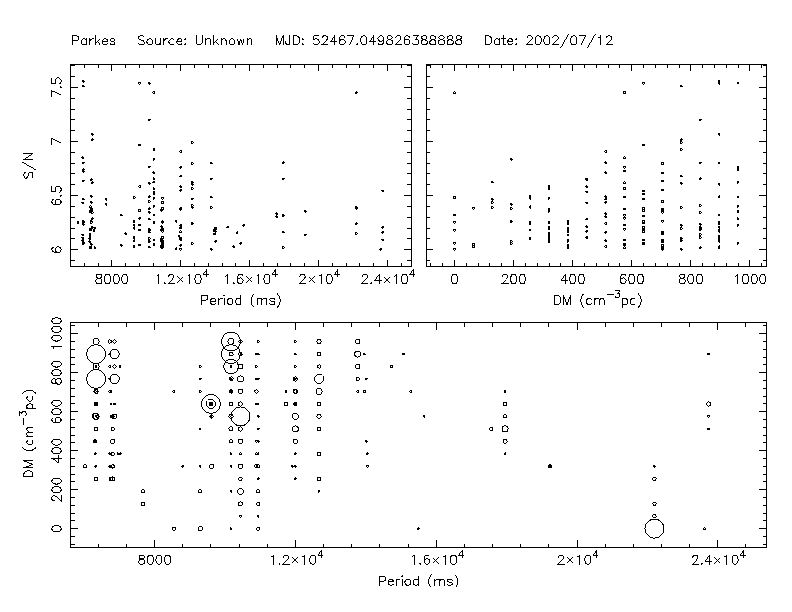 Parkes Source: Unknown MJD: 52467.049826388888 Date: 2002/07/12
7.5
7
6.5
6
S/N
8000 1.2×10⁴ 1.6×10⁴ 2×10⁴ 2.4×10⁴
Period (ms)
0 200 400 600 800 1000
DM (cm⁻³pc)
1000
800
600
400
200
0
DM (cm⁻³pc)
8000 1.2×10⁴ 1.6×10⁴ 2×10⁴ 2.4×10⁴
Period (ms)